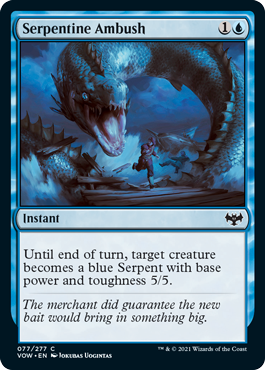 Serpentine Ambush 1
Instant
Until end of turn, target creature
becomes a blue Serpent with base
power and toughness 5/5.
The merchant did guarantee the new
bait would bring in something big.
077/277 C
VOW • EN Jokubas Uogintas
™ & © 2021 Wizards of the Coast